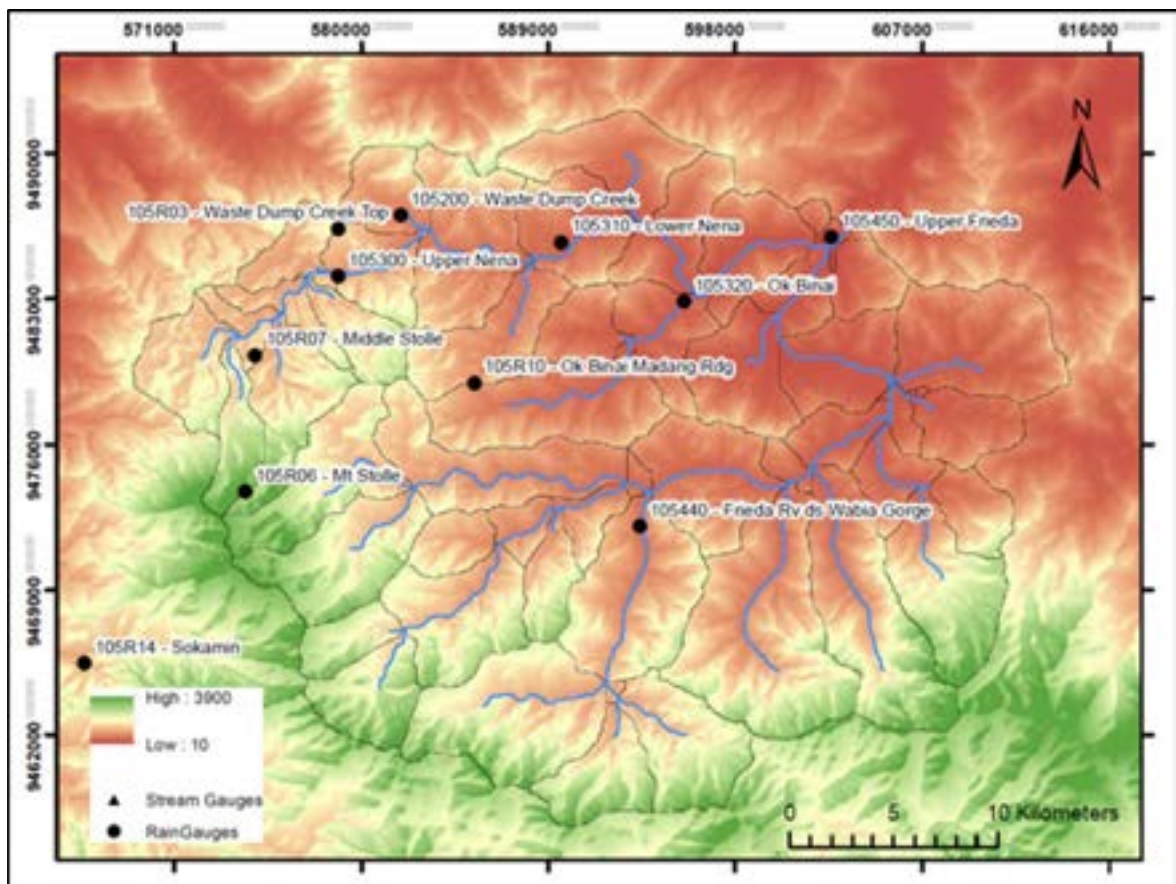 571000 580000 589000 598000 607000 616000
N
9490000
105200 - Waste Dump Creek
105R03 - Waste Dump Creek Top
105450 - Upper Frieda
105310 - Lower Nena
105300 - Upper Nena
105320 - Ok Binai
9483000
105R07 - Middle Stolle
105R10 - Ok Binai Madang Rdg
9476000
105R06 - Mt Stolle
105440 - Frieda Rv ds Wabia Gorge
9469000
105R14 - Sokamin
High : 3900
Low : 10
9462000
Stream Gauges
RainGauges
0 5 10 Kilometers